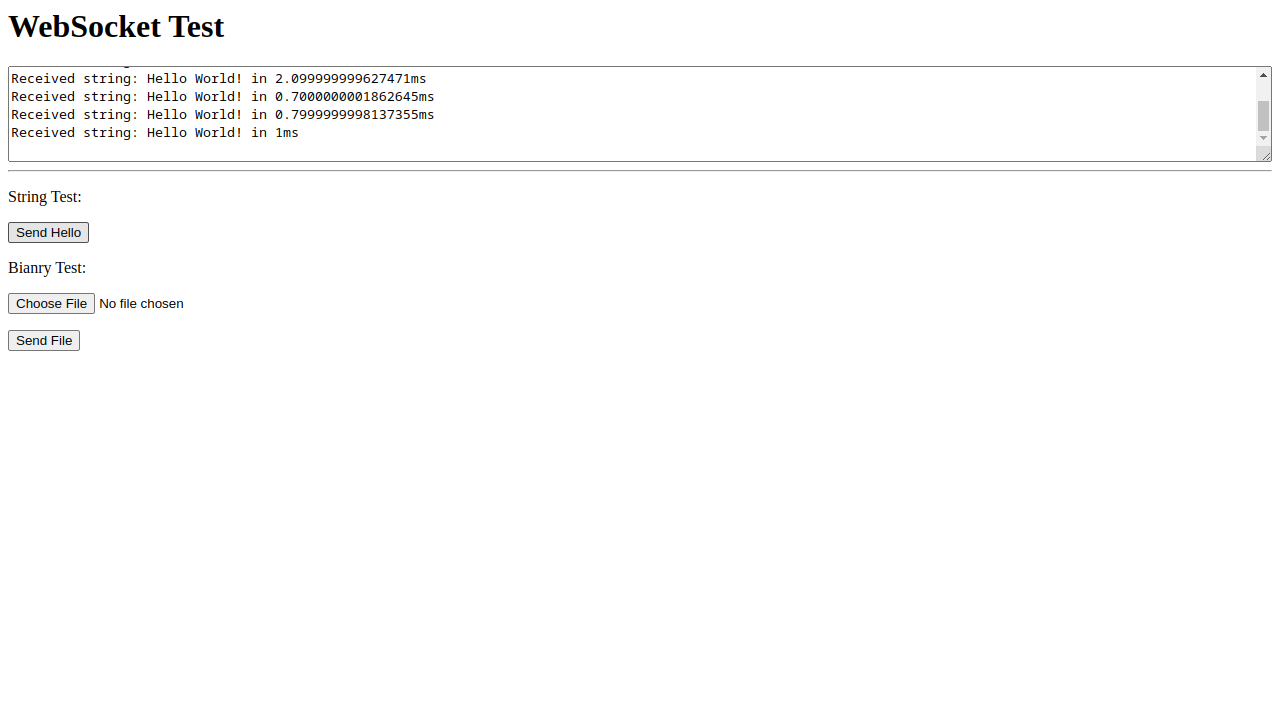 WebSocket Test
Received string: Hello World! in 2.099999999627471ms
Received string: Hello World! in 0.7000000001862645ms
Received string: Hello World! in 0.7999999998137355ms
Received string: Hello World! in 1ms
String Test:
Send Hello
Bianry Test:
Choose File No file chosen
Send File